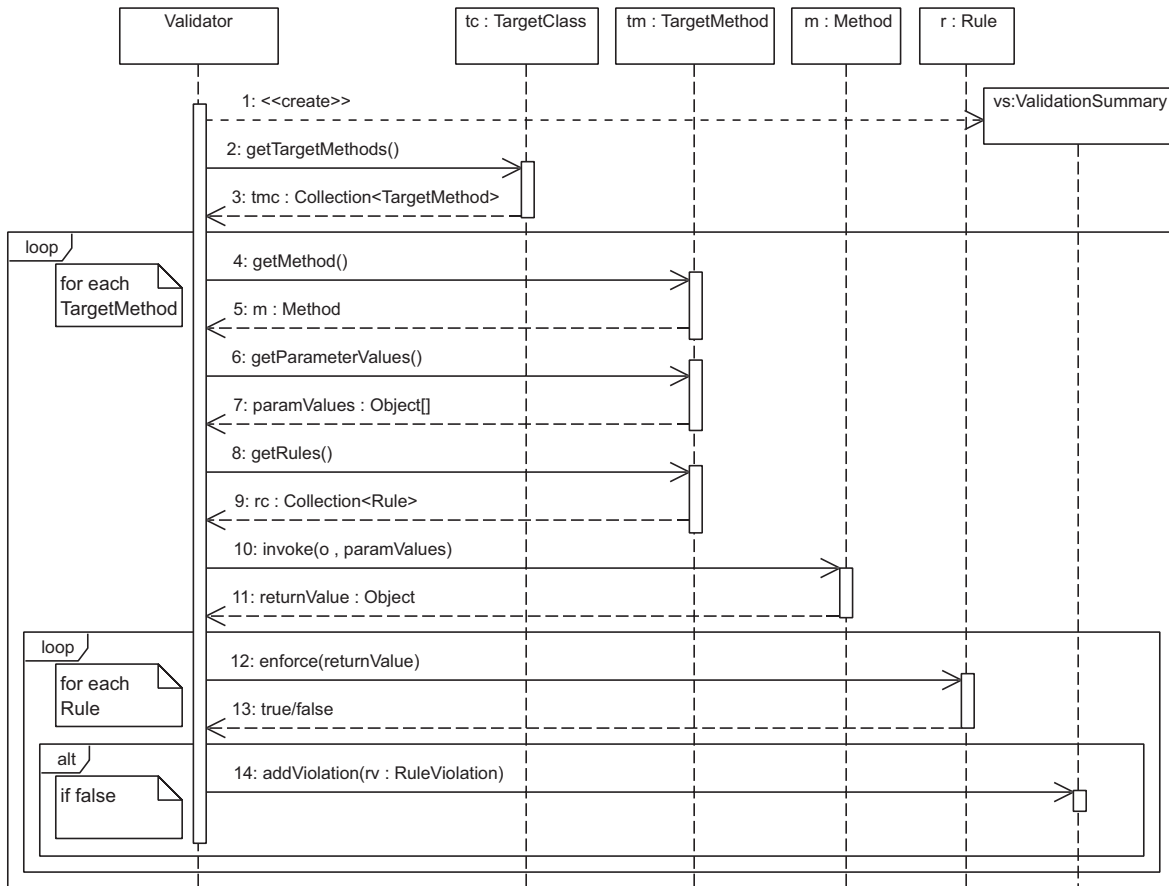 Validator
tc : TargetClass
tm : TargetMethod
m : Method
r : Rule
vs:ValidationSummary
1: <<create>>
2: getTargetMethods()
3: tmc : Collection<TargetMethod>
loop
for each
TargetMethod
4: getMethod()
5: m : Method
6: getParameterValues()
7: paramValues : Object[]
8: getRules()
9: rc : Collection<Rule>
10: invoke(o , paramValues)
11: returnValue : Object
loop
for each
Rule
12: enforce(returnValue)
13: true/false
alt
if false
14: addViolation(rv : RuleViolation)